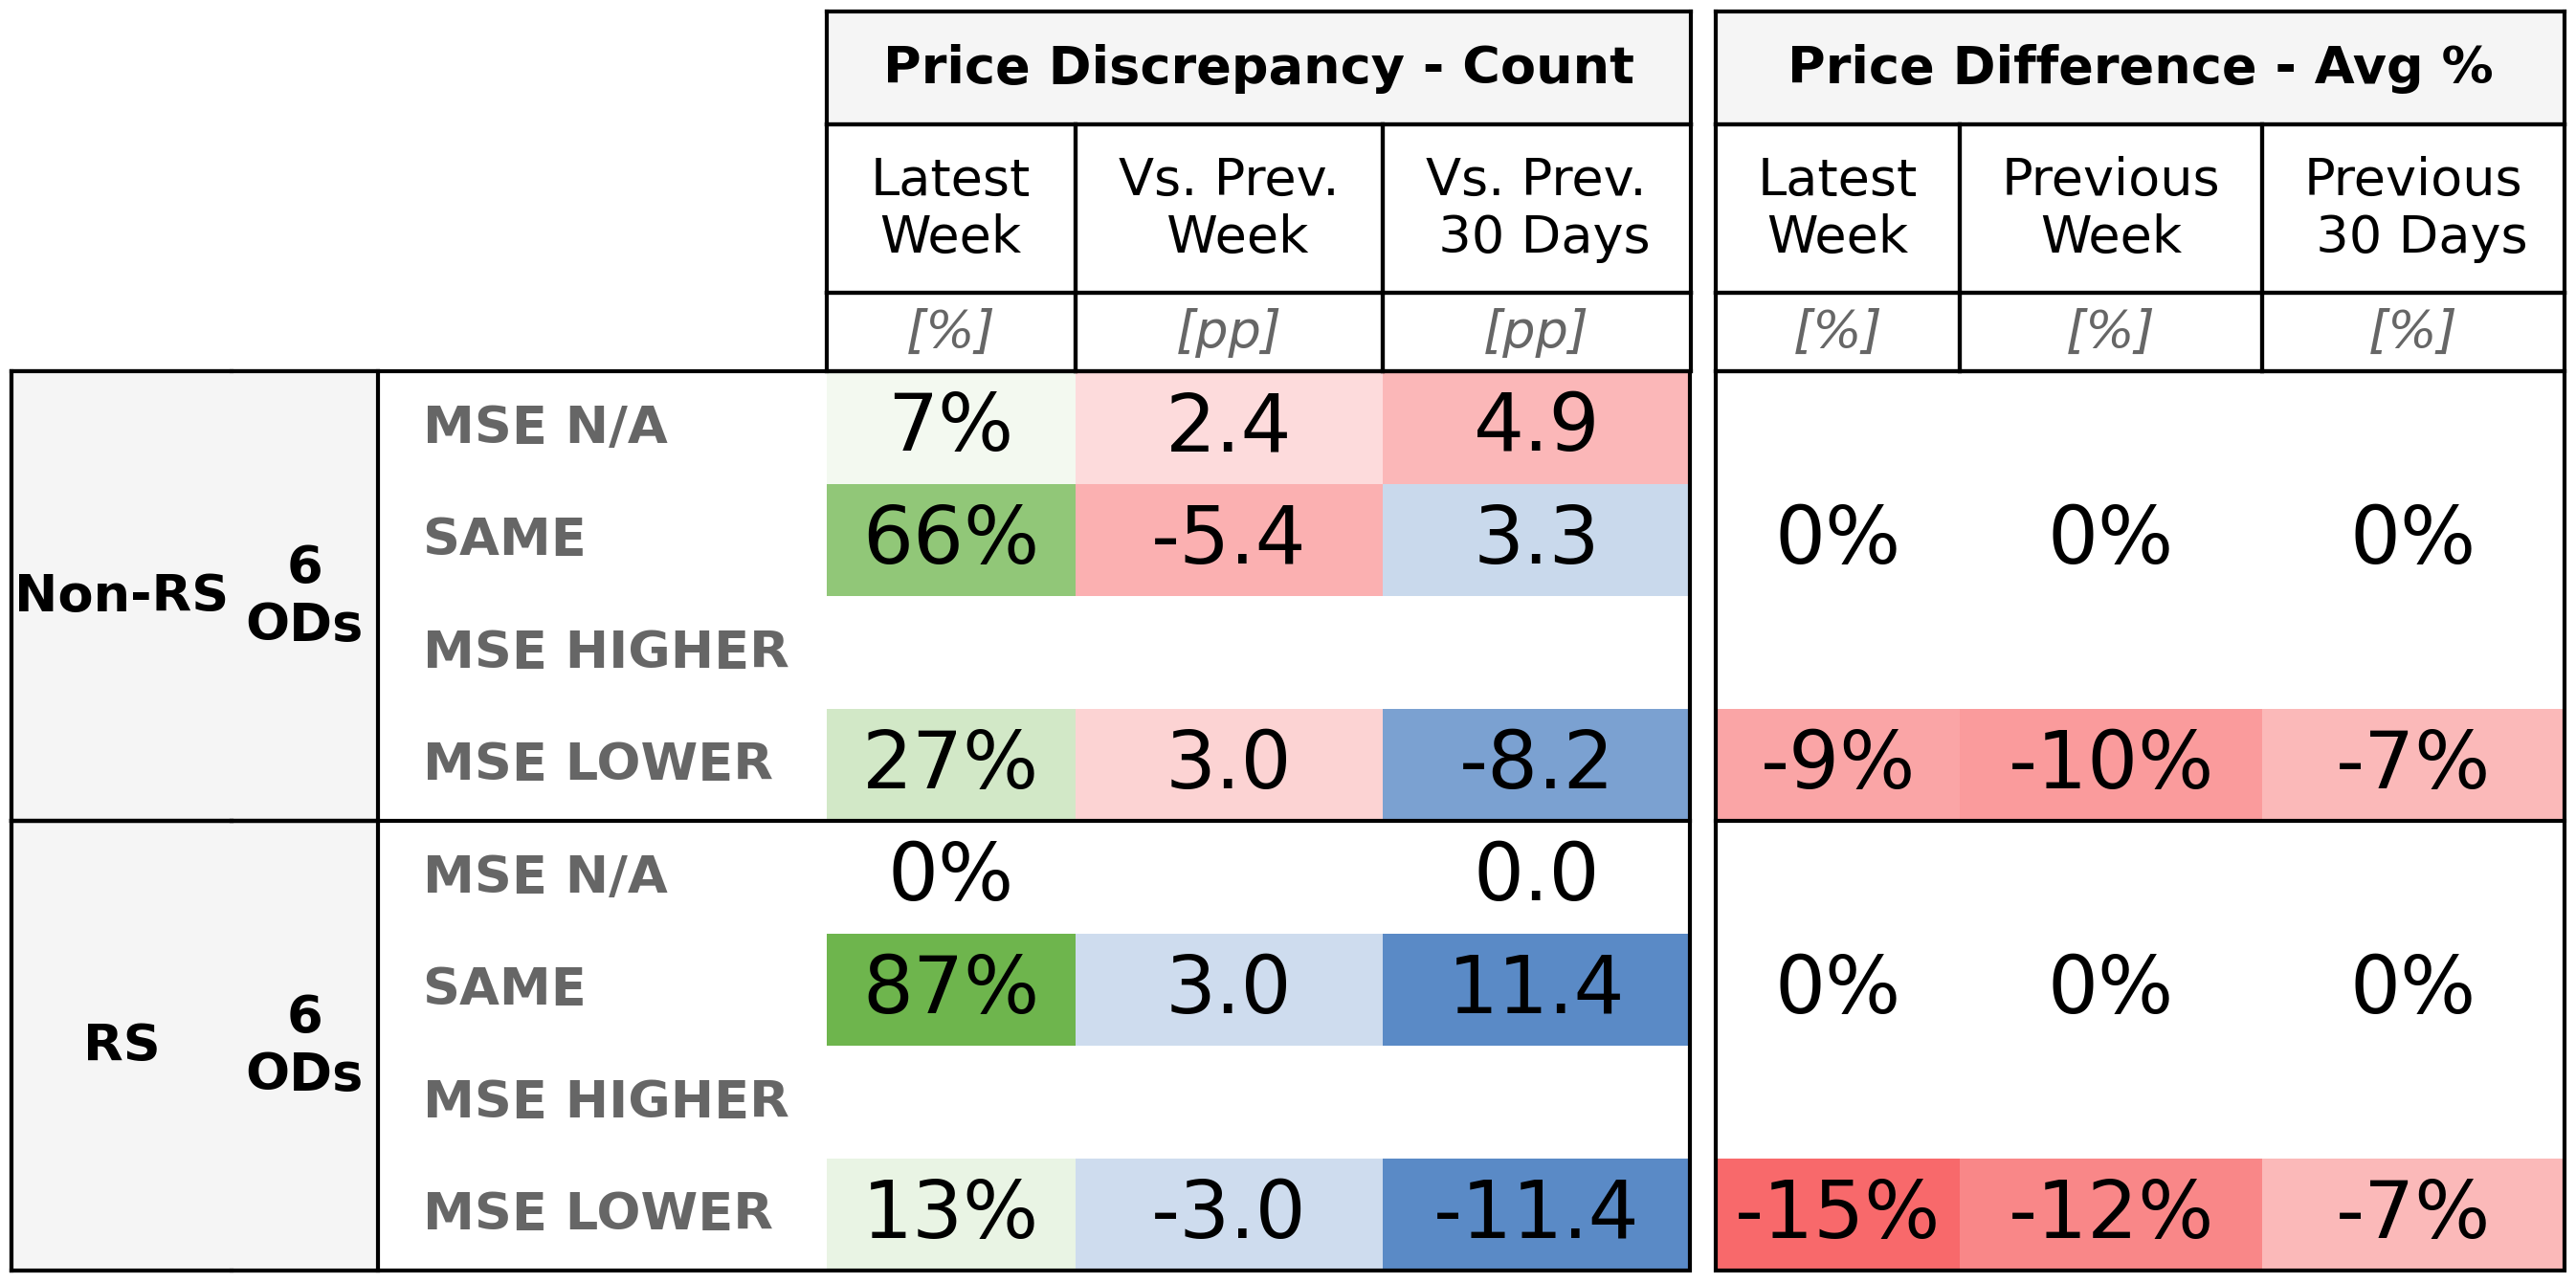 Price Discrepancy - Count Price Difference - Avg %
Latest Week Vs. Prev. Week Vs. Prev. 30 Days Latest Week Previous Week Previous 30 Days
[%] [pp] [pp] [%] [%] [%]
Non-RS 6 ODs
MSE N/A 7% 2.4 4.9
SAME 66% -5.4 3.3 0% 0% 0%
MSE HIGHER
MSE LOWER 27% 3.0 -8.2 -9% -10% -7%
RS 6 ODs
MSE N/A 0% 0.0
SAME 87% 3.0 11.4 0% 0% 0%
MSE HIGHER
MSE LOWER 13% -3.0 -11.4 -15% -12% -7%